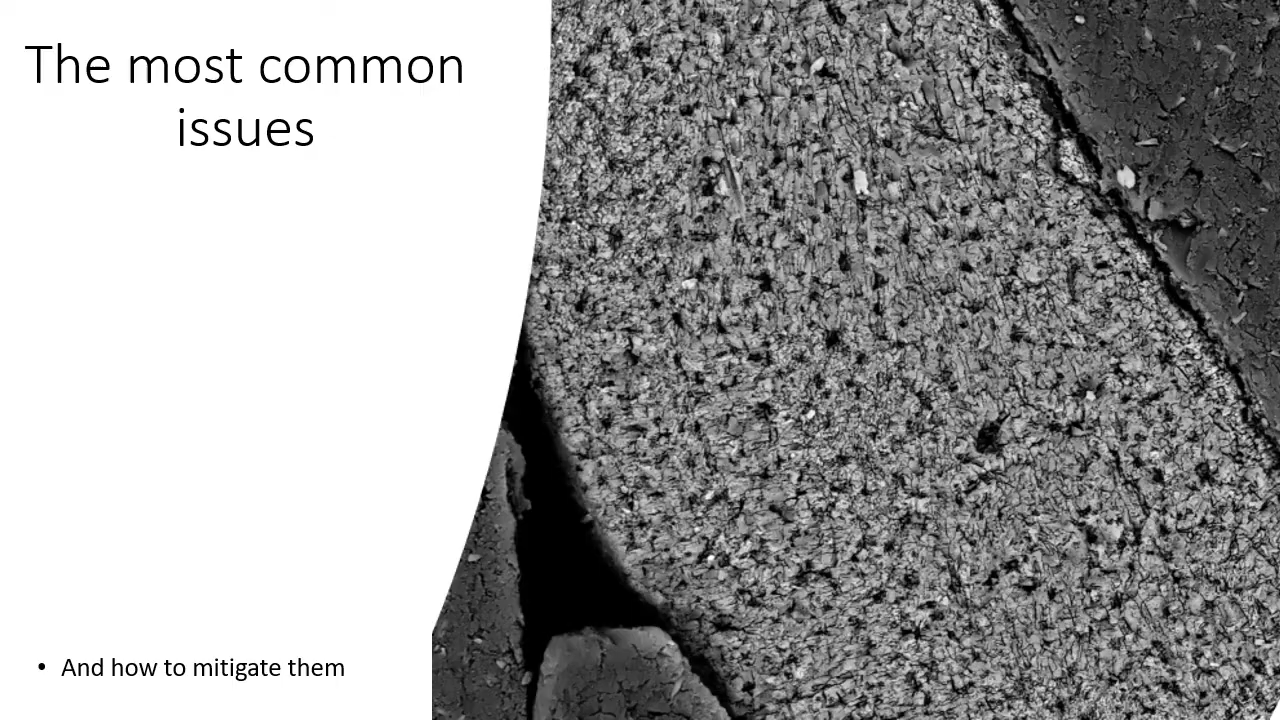 The most common
issues
• And how to mitigate them